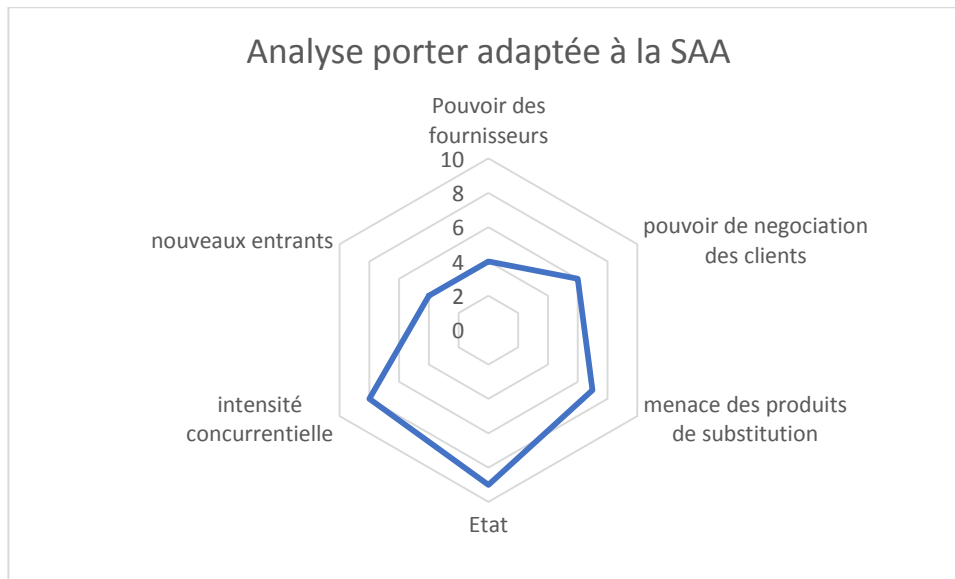 Analyse porter adaptée à la SAA
Pouvoir des
fournisseurs
10
8
6
4
2
0
pouvoir de negociation
des clients
menace des produits
de substitution
Etat
intensité
concurrentielle
nouveaux entrants